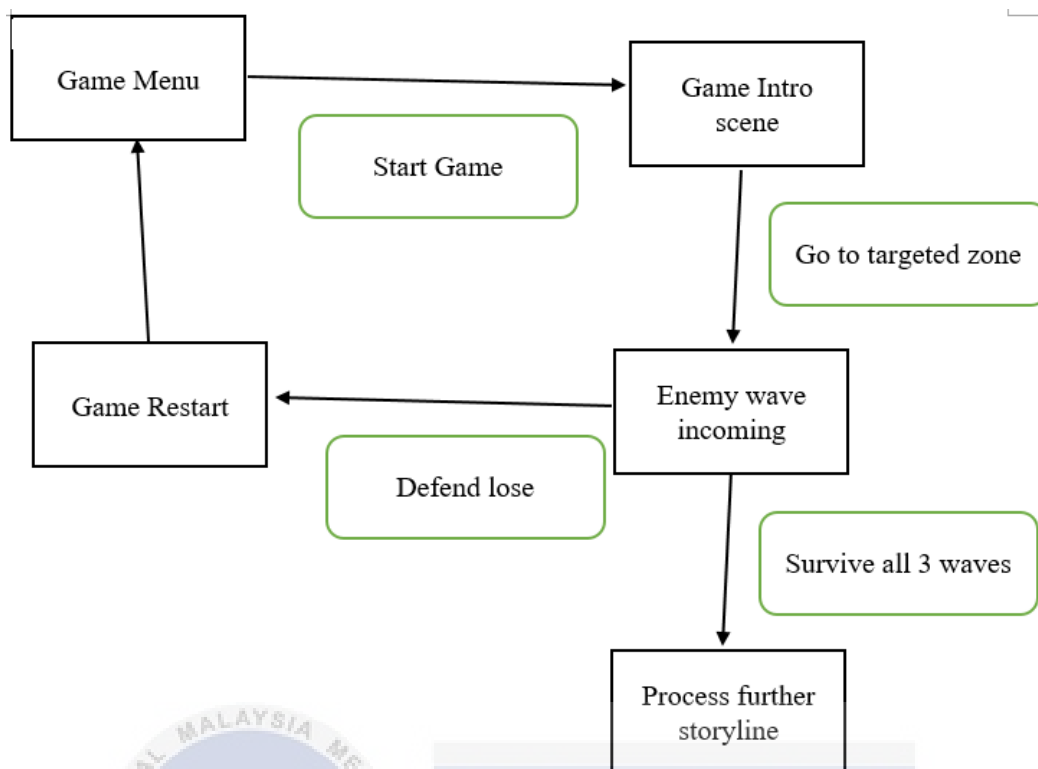 Game Menu
Game Intro
scene
Start Game
Go to targeted zone
Game Restart
Enemy wave
incoming
Defend lose
Survive all 3 waves
Process further
storyline
MALAYSIA